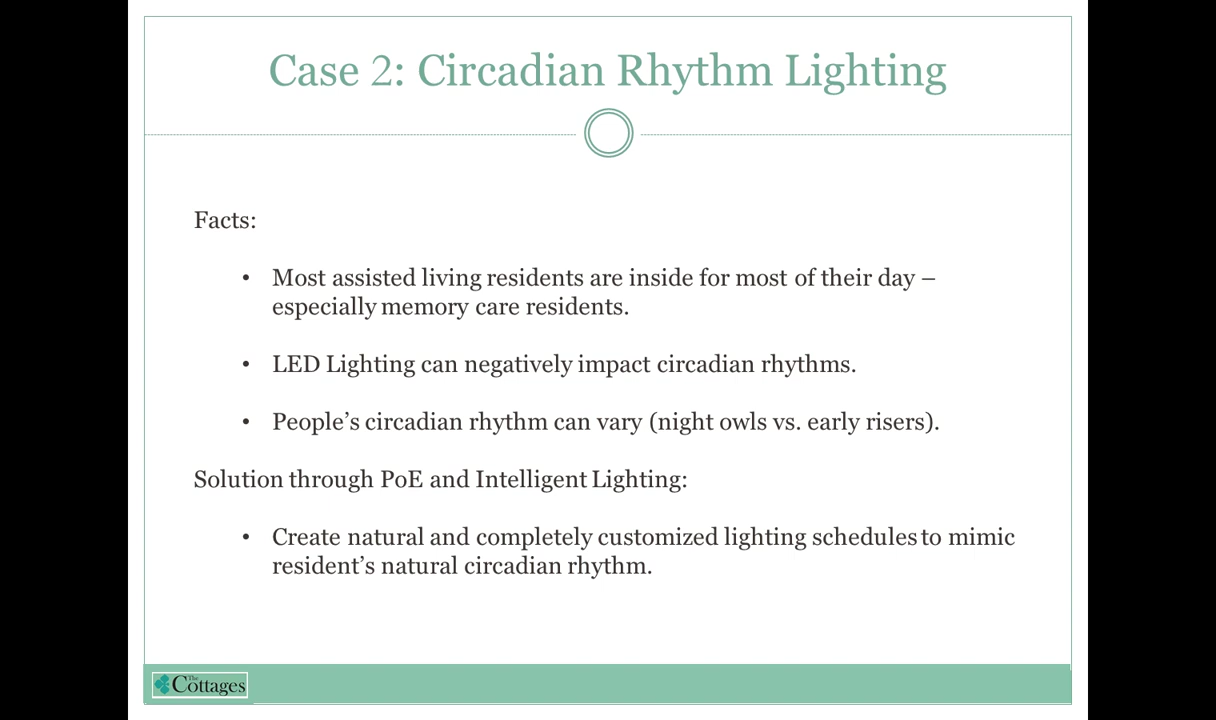 Case 2: Circadian Rhythm Lighting
Facts:
• Most assisted living residents are inside for most of their day –
especially memory care residents.
• LED Lighting can negatively impact circadian rhythms.
• People’s circadian rhythm can vary (night owls vs. early risers).
Solution through PoE and Intelligent Lighting:
• Create natural and completely customized lighting schedules to mimic
resident’s natural circadian rhythm.
The
Cottages